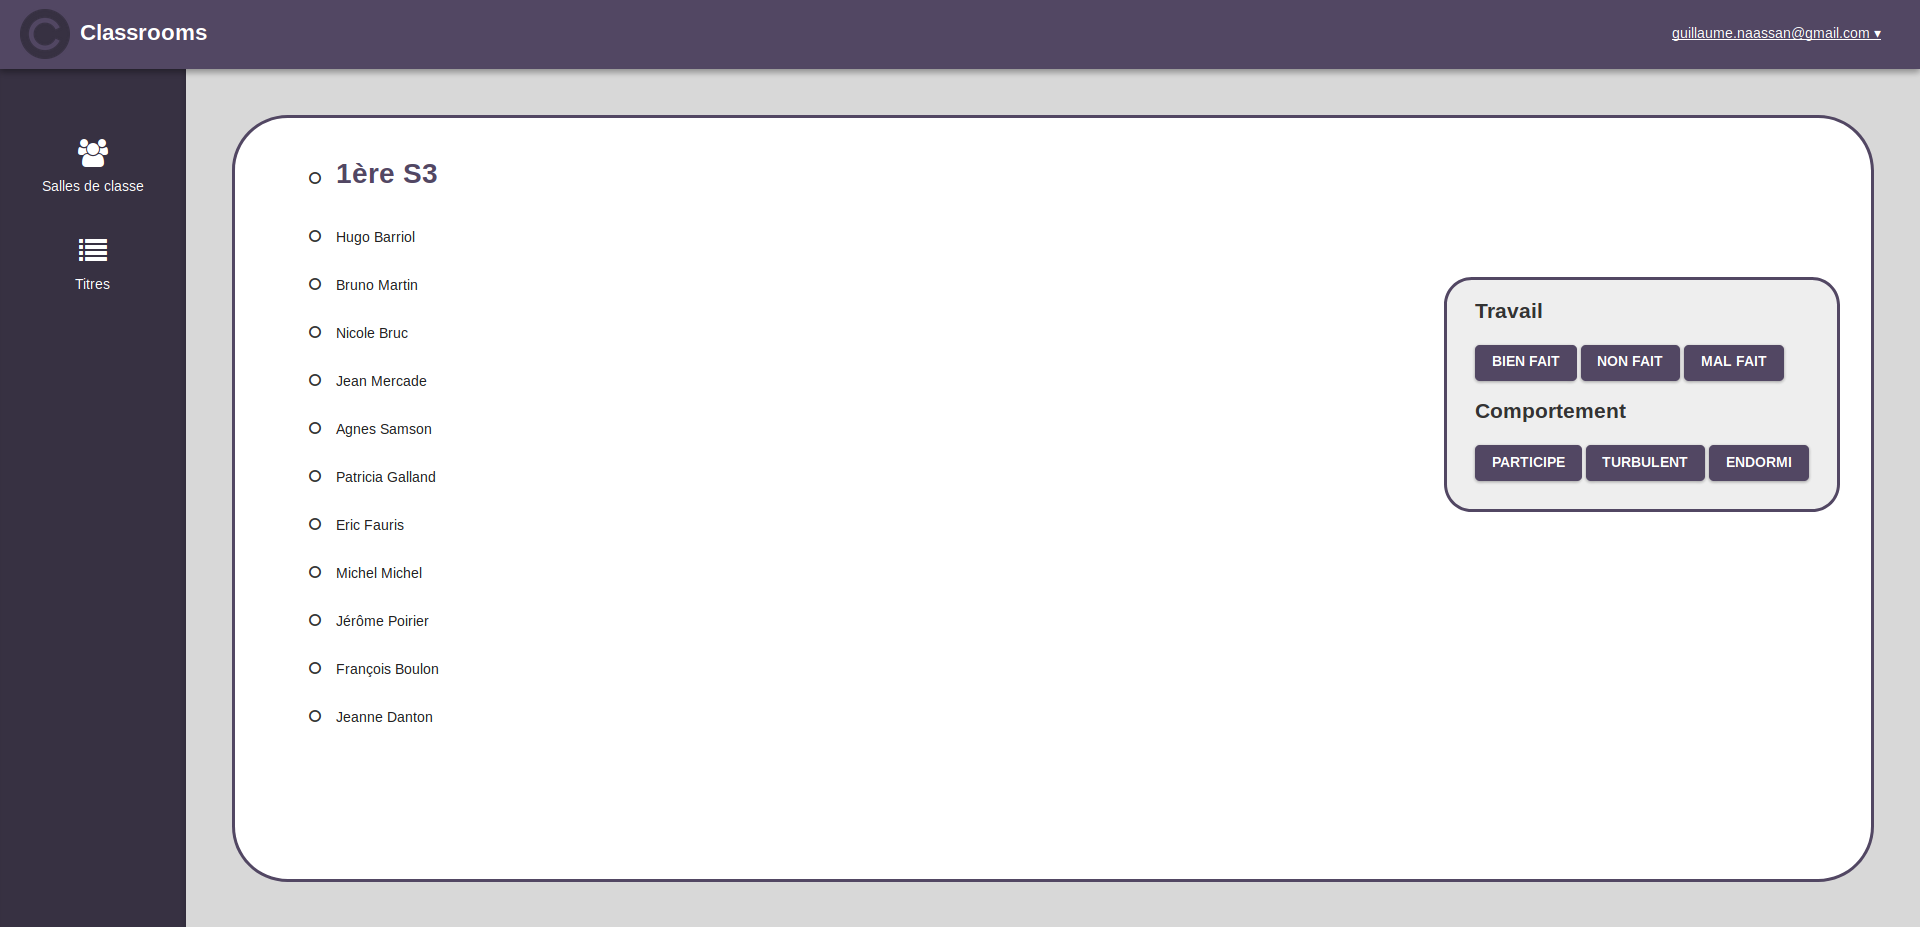 Classrooms
guillaume.naassan@gmail.com ▾
Salles de classe
Titres
1ère S3
Hugo Barriol
Bruno Martin
Nicole Bruc
Jean Mercade
Agnes Samson
Patricia Galland
Eric Fauris
Michel Michel
Jérôme Poirier
François Boulon
Jeanne Danton
Travail
BIEN FAIT NON FAIT MAL FAIT
Comportement
PARTICIPE TURBULENT ENDORMI